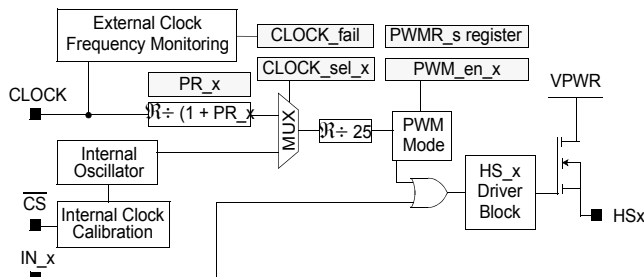 External Clock
Frequency Monitoring
CLOCK_fail
PWMR_s register
PR_x
CLOCK_sel_x
PWM_en_x
VPWR
CLOCK
ℜ÷ (1 + PR_x
MUX
ℜ÷ 25
PWM
Mode
Internal
Oscillator
HS_x
Driver
Block
CS
Internal Clock
Calibration
HSx
IN_x